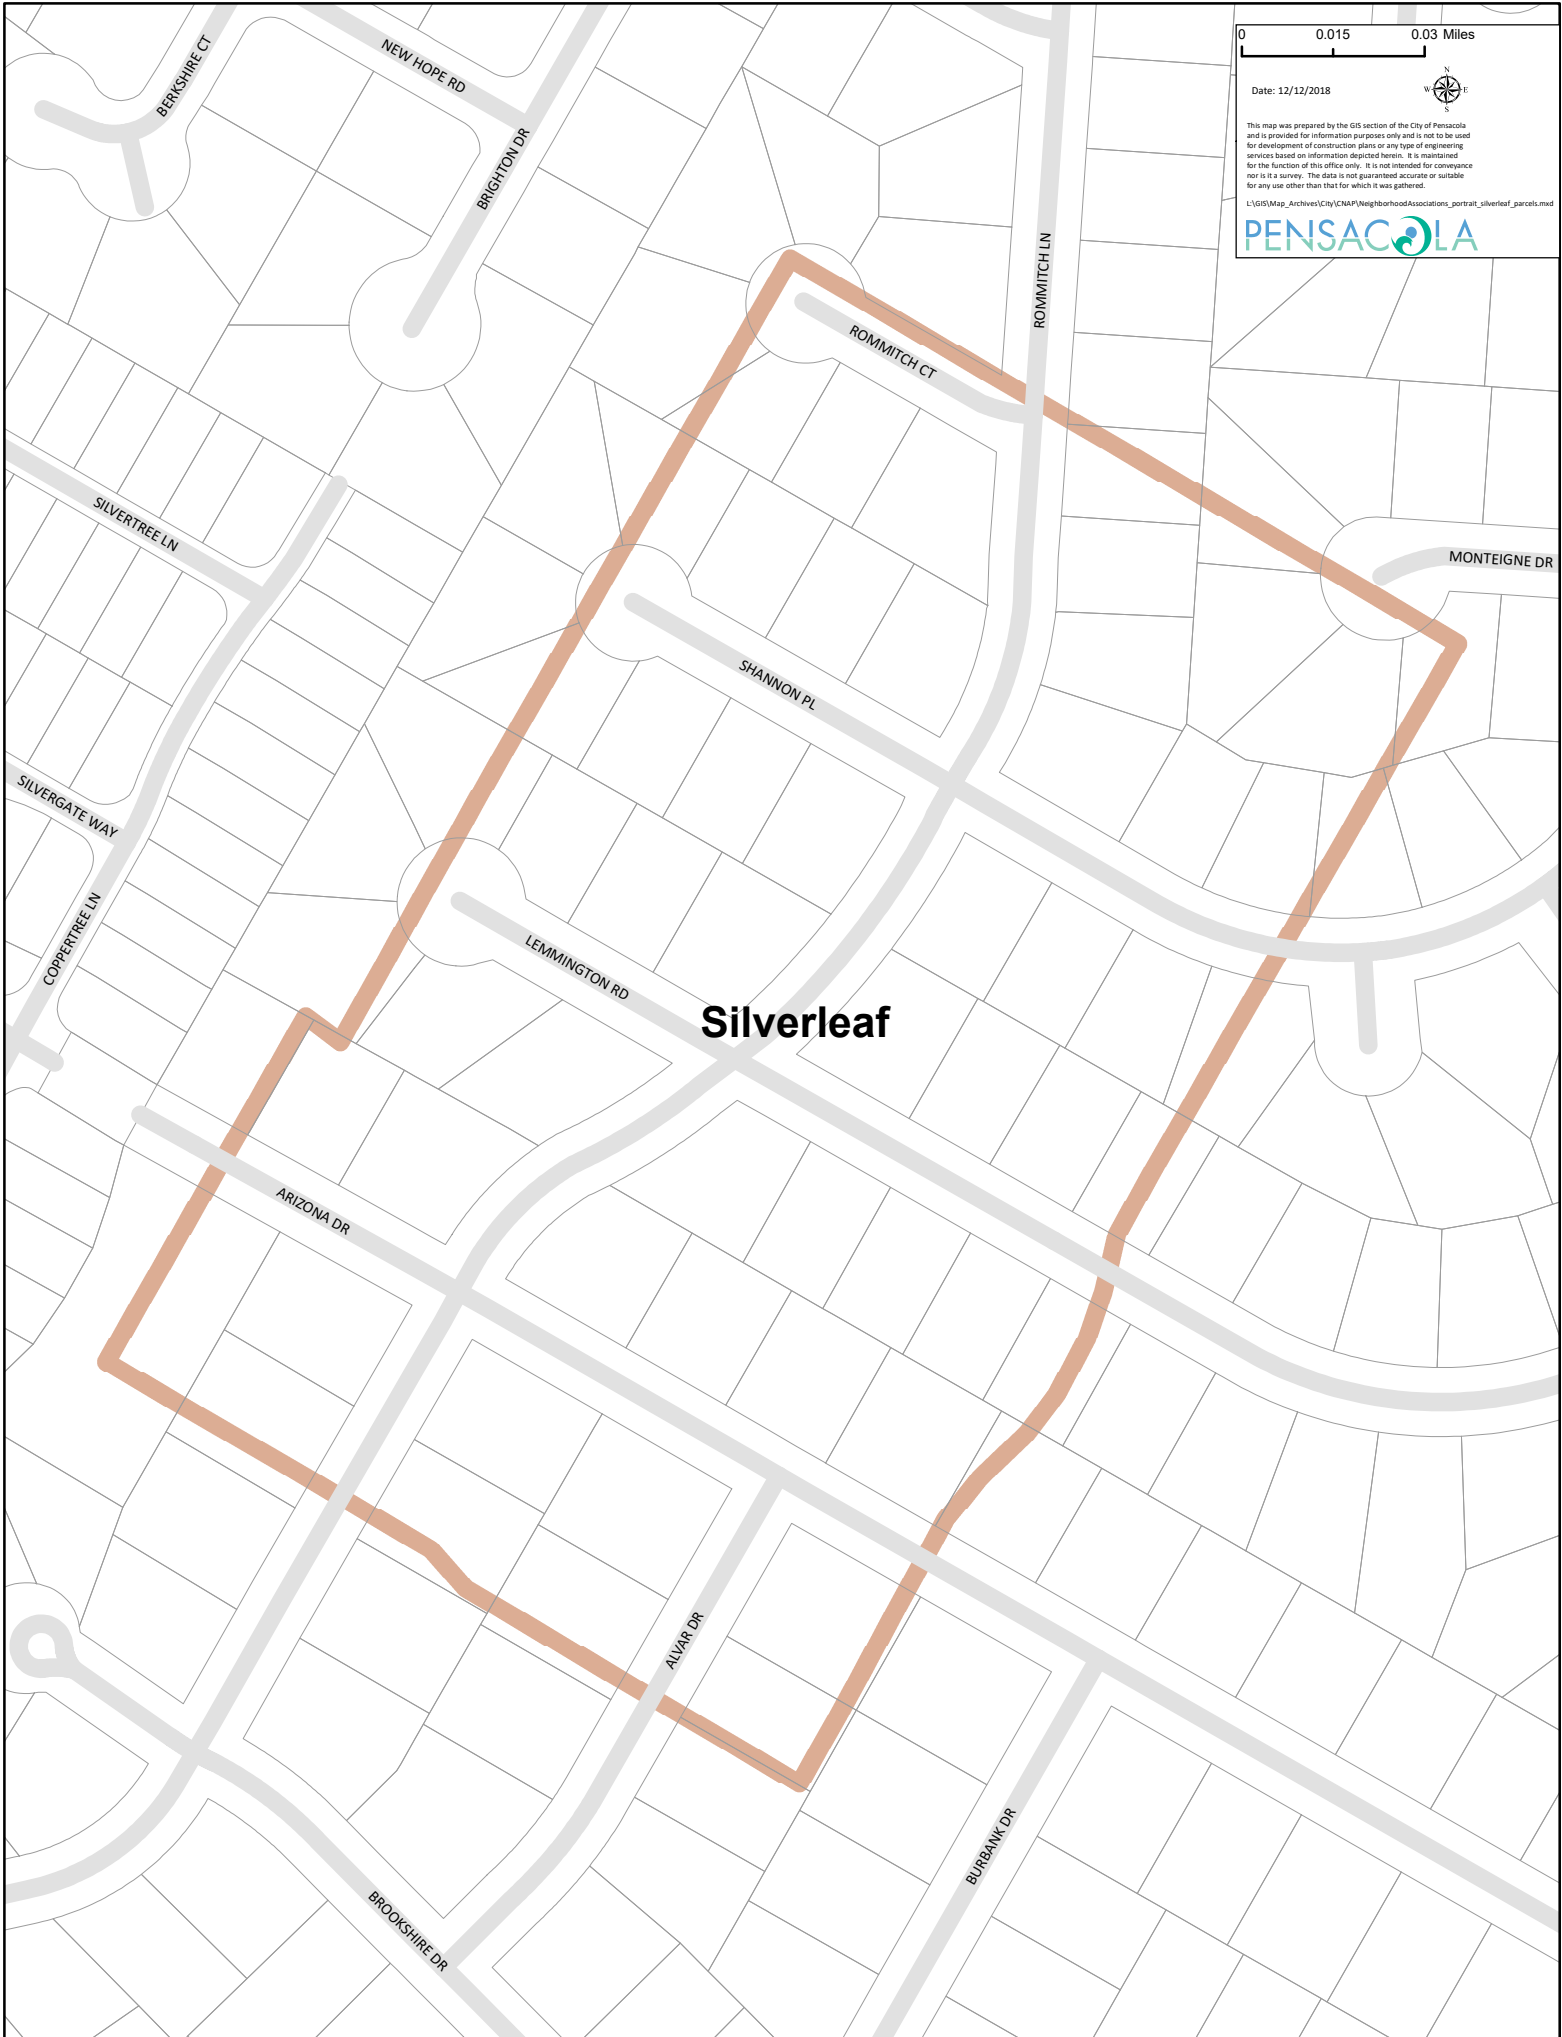 0 0.015 0.03 Miles
Date: 12/12/2018
N
W E
S
This map was prepared by the GIS section of the City of Pensacola
and is provided for information purposes only and is not to be used
for development of construction plans or any type of engineering
services based on information depicted herein. It is maintained
for the function of this office only. It is not intended for conveyance
nor is it a survey. The data is not guaranteed accurate or suitable
for any use other than that for which it was gathered.
L:\GIS\Map_Archives\City\CNAP\NeighborhoodAssociations_portrait_silverleaf_parcels.mxd
PENSACOLA
BERKSHIRE CT
NEW HOPE RD
BRIGHTON DR
ROMMITCH LN
ROMMITCH CT
SILVERTREE LN
MONTEIGNE DR
SHANNON PL
SILVERGATE WAY
COPPERTREE LN
LEMMINGTON RD
Silverleaf
ARIZONA DR
ALVAR DR
BURBANK DR
BROOKSHIRE DR